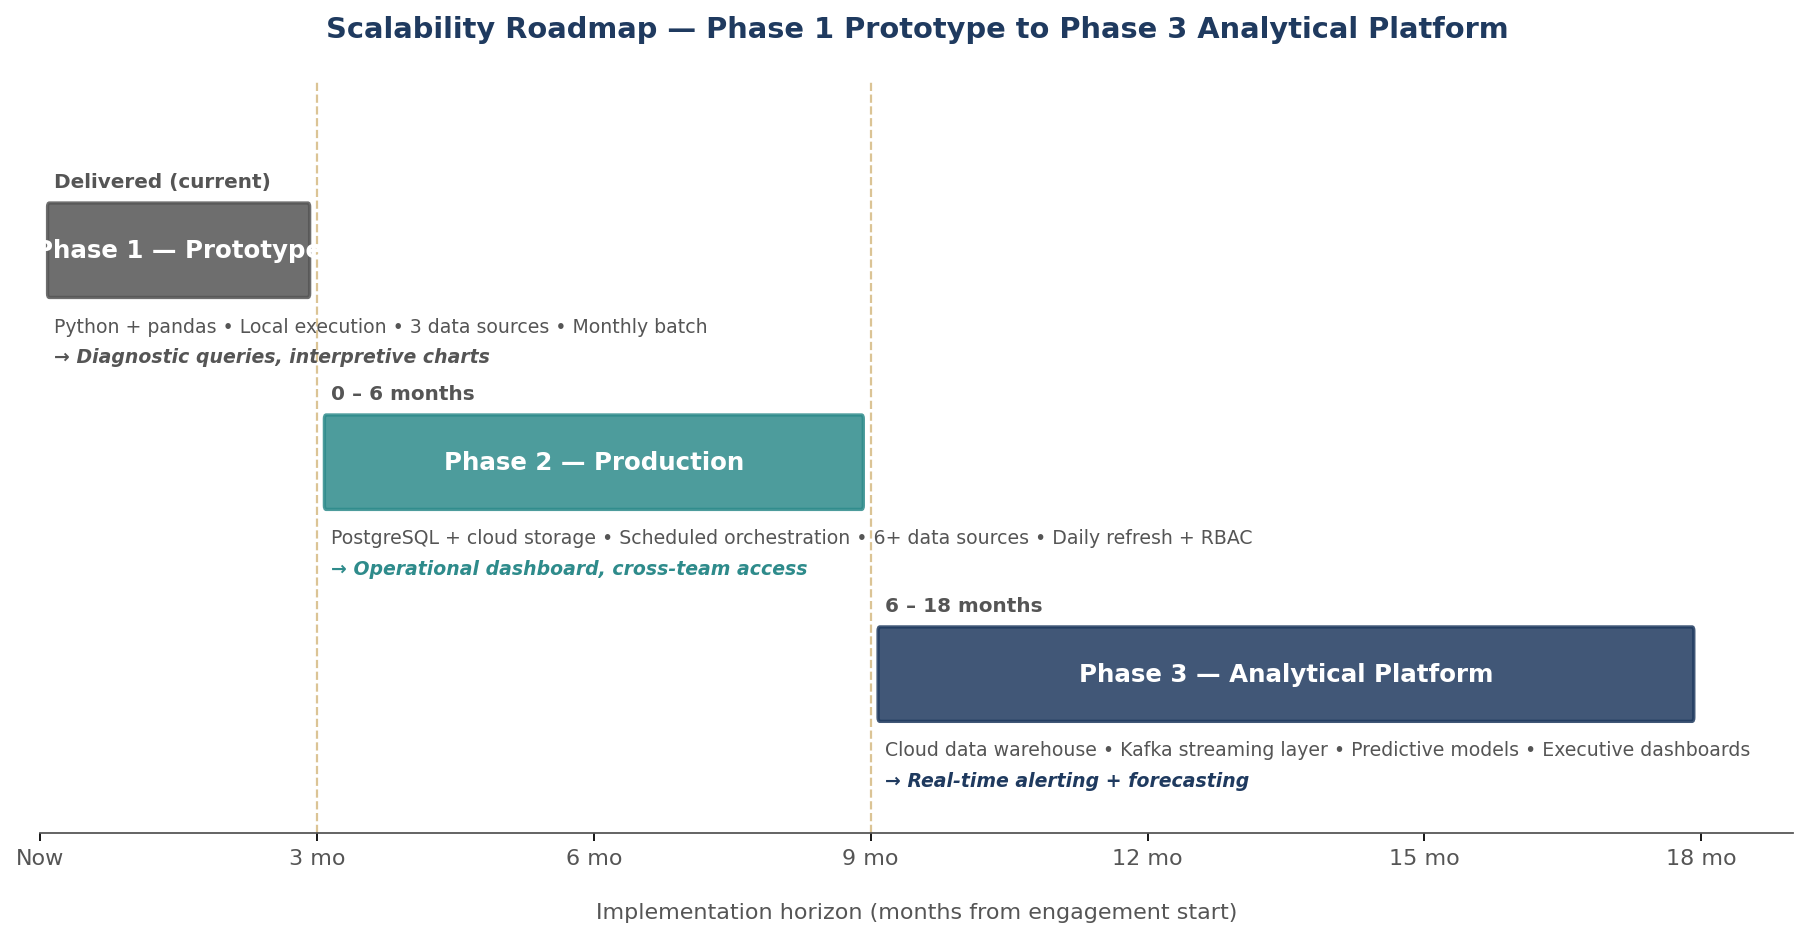 Scalability Roadmap — Phase 1 Prototype to Phase 3 Analytical Platform
Delivered (current)
Phase 1 — Prototype
Python + pandas • Local execution • 3 data sources • Monthly batch
→ Diagnostic queries, interpretive charts
0 – 6 months
Phase 2 — Production
PostgreSQL + cloud storage • Scheduled orchestration • 6+ data sources • Daily refresh + RBAC
→ Operational dashboard, cross-team access
6 – 18 months
Phase 3 — Analytical Platform
Cloud data warehouse • Kafka streaming layer • Predictive models • Executive dashboards
→ Real-time alerting + forecasting
Now 3 mo 6 mo 9 mo 12 mo 15 mo 18 mo
Implementation horizon (months from engagement start)